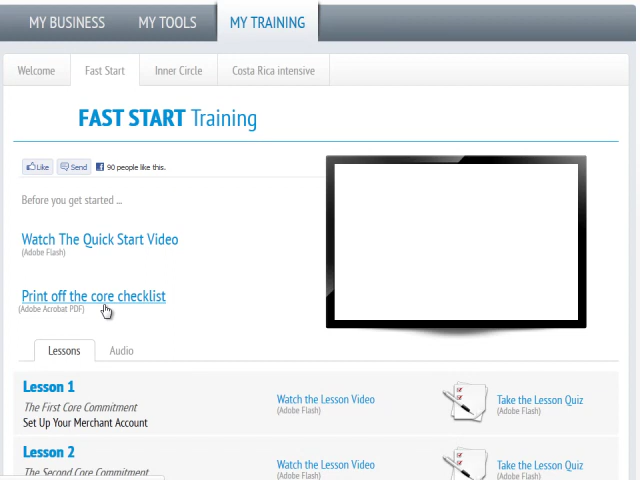 MY BUSINESS MY TOOLS MY TRAINING
Welcome Fast Start Inner Circle Costa Rica intensive
FAST START Training
Like Send 90 people like this.
Before you get started ...
Watch The Quick Start Video
(Adobe Flash)
Print off the core checklist
(Adobe Acrobat PDF)
Lessons Audio
Lesson 1
The First Core Commitment
Set Up Your Merchant Account
Watch the Lesson Video
(Adobe Flash)
Take the Lesson Quiz
(Adobe Flash)
Lesson 2
The Second Core Commitment
Watch the Lesson Video
(Adobe Flash)
Take the Lesson Quiz
(Adobe Flash)